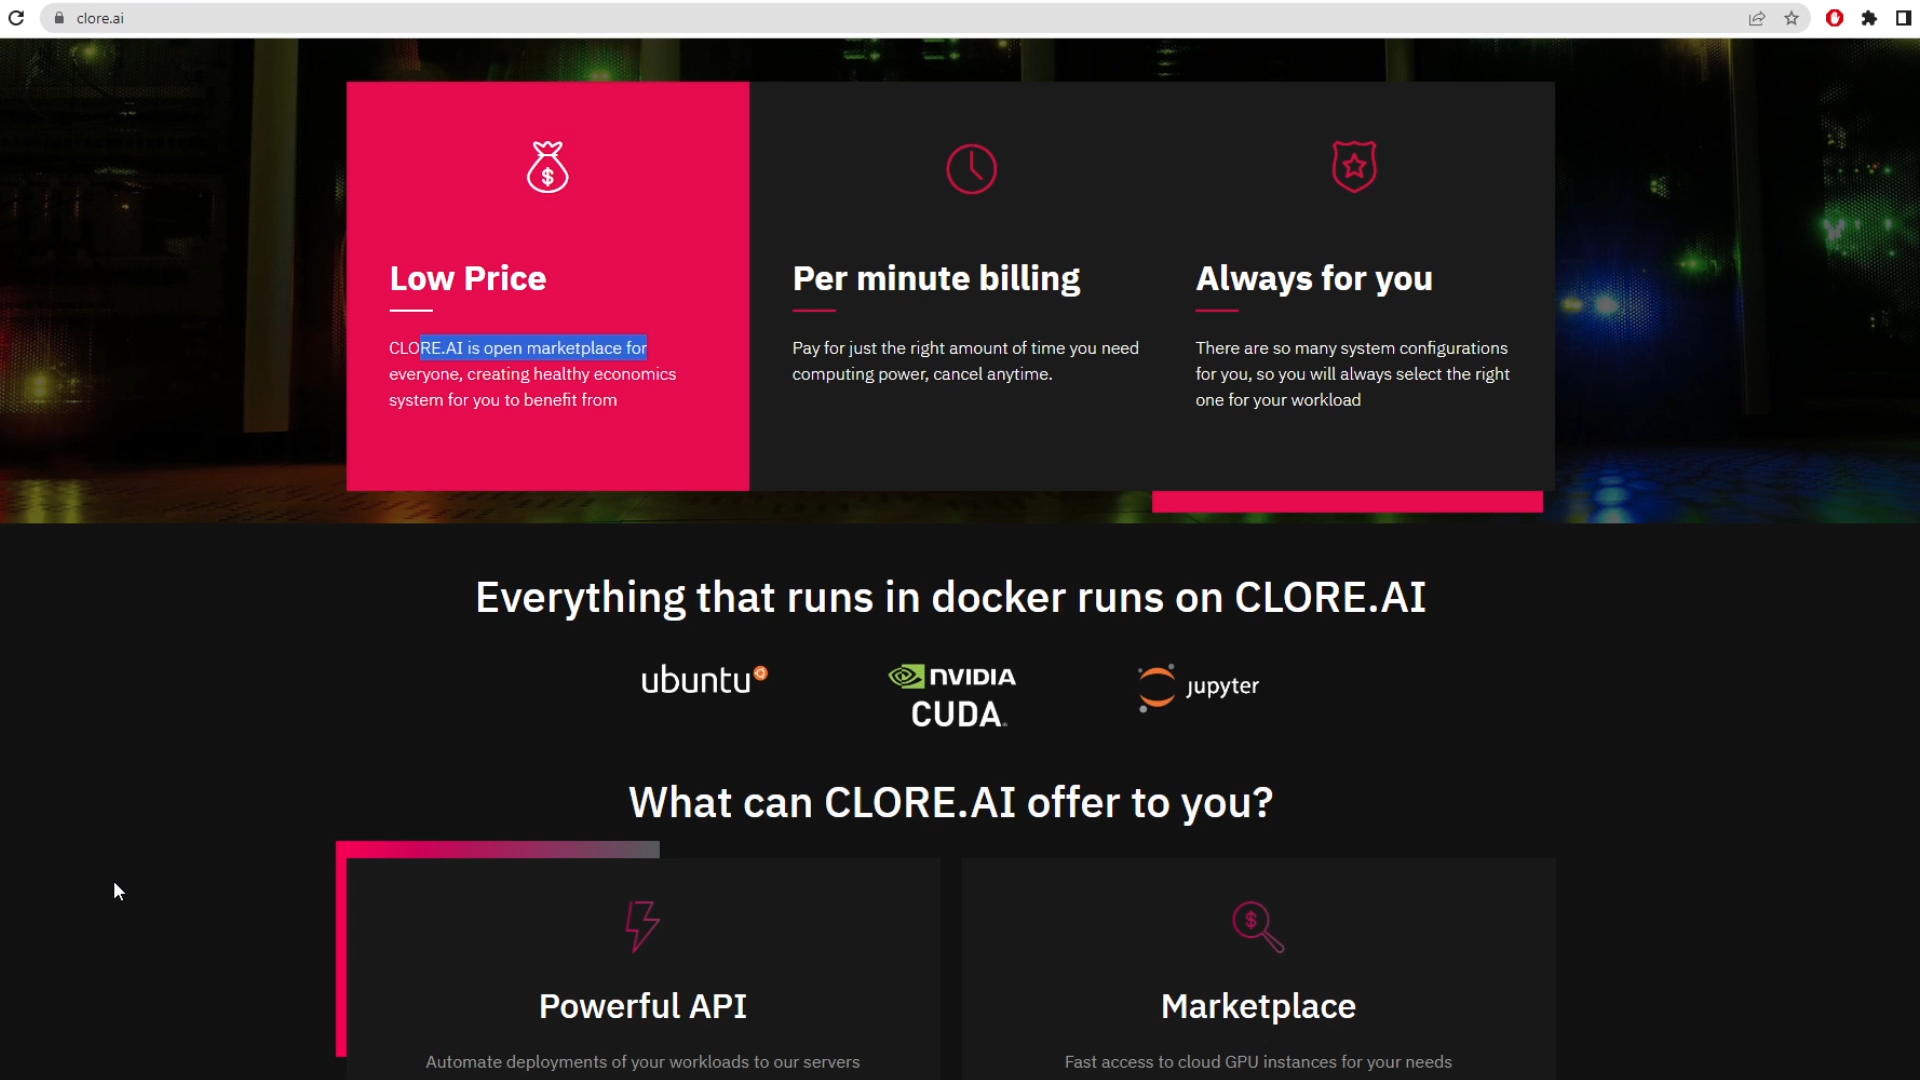 clore.ai
Low Price
CLORE.AI is open marketplace for
everyone, creating healthy economics
system for you to benefit from
Per minute billing
Pay for just the right amount of time you need
computing power, cancel anytime.
Always for you
There are so many system configurations
for you, so you will always select the right
one for your workload
Everything that runs in docker runs on CLORE.AI
ubuntu
NVIDIA
CUDA
jupyter
What can CLORE.AI offer to you?
Powerful API
Automate deployments of your workloads to our servers
Marketplace
Fast access to cloud GPU instances for your needs